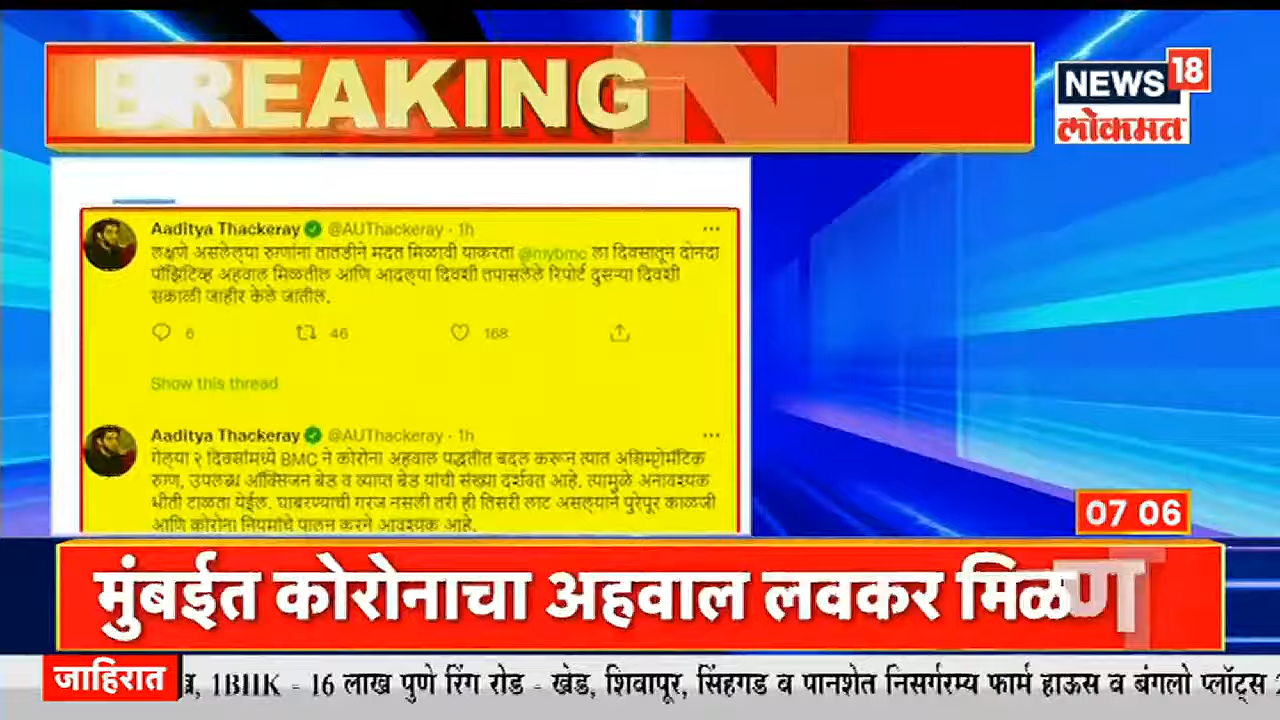 BREAKING N
NEWS 18
लोकमत
Aaditya Thackeray @AUThackeray · 1h
लक्षणे असलेल्या रुग्णांना तातडीने मदत मिळावी याकरता @mybmc ला दिवसातून दोनदा
पॉझिटिव्ह अहवाल मिळतील आणि आदल्या दिवशी तपासलेले रिपोर्ट दुसऱ्या दिवशी
सकाळी जाहीर केले जातील.
6 46 168
Show this thread
Aaditya Thackeray @AUThackeray · 1h
गेल्या २ दिवसांमध्ये BMC ने कोरोना अहवाल पद्धतीत बदल करून त्यात असिम्प्टोमॅटिक
रुग्ण, उपलब्ध ऑक्सिजन बेड व व्याप्त बेड यांची संख्या दर्शवत आहे. त्यामुळे अनावश्यक
भीती टाळता येईल. घाबरण्याची गरज नसली तरी ही तिसरी लाट असल्याने पुरेपूर काळजी
आणि कोरोना नियमांचे पालन करणे आवश्यक आहे.
07 06
मुंबईत कोरोनाचा अहवाल लवकर मिळण
जाहिरात , 1BHK - 16 लाख पुणे रिंग रोड - खेड, शिवापूर, सिंहगड व पानशेत निसर्गरम्य फार्म हाऊस व बंगलो प्लॉट्स